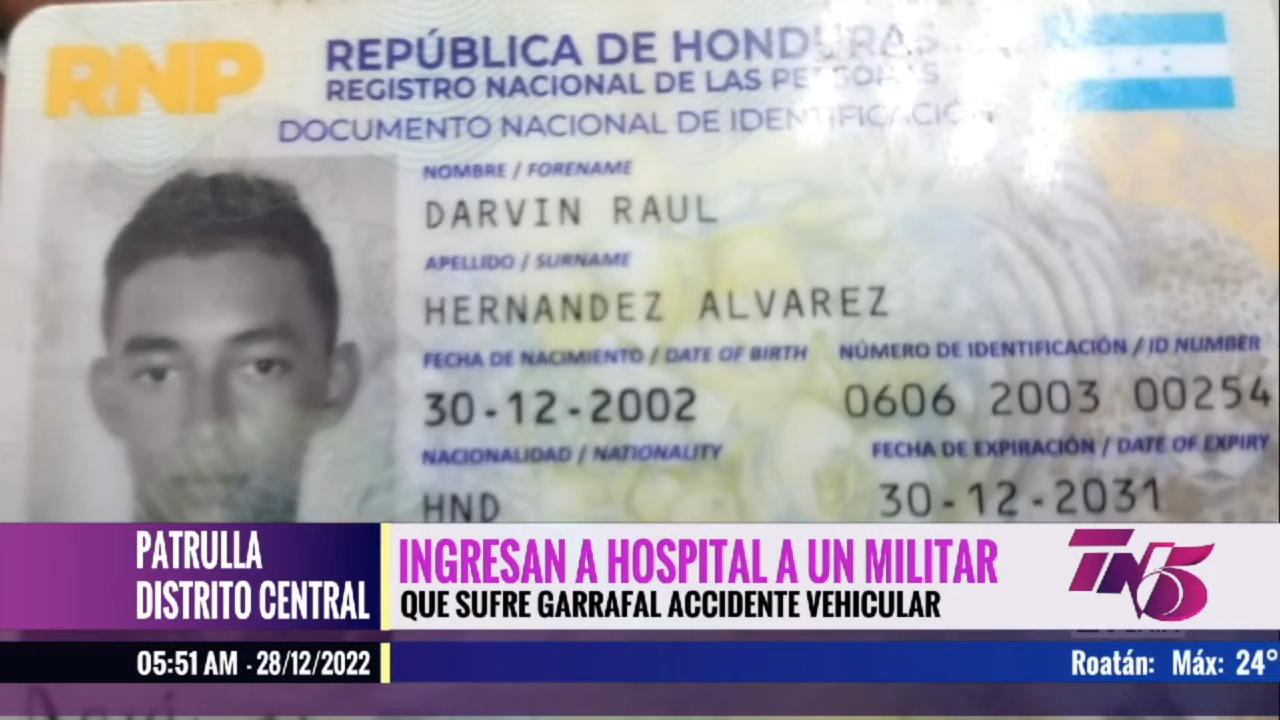 RNP
REPÚBLICA DE HONDURAS
REGISTRO NACIONAL DE LAS PERSONAS
DOCUMENTO NACIONAL DE IDENTIFICACIÓN
NOMBRE / FORENAME
DARVIN RAUL
APELLIDO / SURNAME
HERNANDEZ ALVAREZ
FECHA DE NACIMIENTO / DATE OF BIRTH
NÚMERO DE IDENTIFICACIÓN / ID NUMBER
30-12-2002
0606 2003 00254
NACIONALIDAD / NATIONALITY
FECHA DE EXPIRACIÓN / DATE OF EXPIRY
HND
30-12-2031
PATRULLA
DISTRITO CENTRAL
INGRESAN A HOSPITAL A UN MILITAR
QUE SUFRE GARRAFAL ACCIDENTE VEHICULAR
TN5
05:51 AM - 28/12/2022
Roatán: Máx: 24°